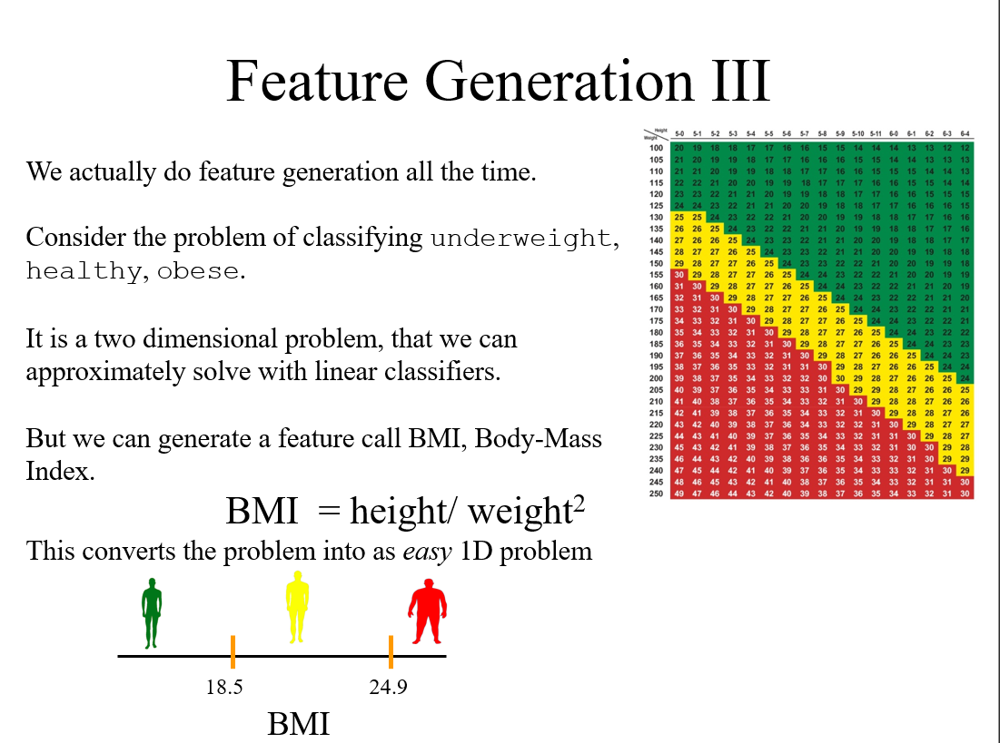 Feature Generation III
We actually do feature generation all the time.
Consider the problem of classifying underweight,
healthy, obese.
It is a two dimensional problem, that we can
approximately solve with linear classifiers.
But we can generate a feature call BMI, Body-Mass
Index.
BMI = height/ weight²
This converts the problem into as easy 1D problem
18.5 24.9
BMI
Height
Weight
5-0 5-1 5-2 5-3 5-4 5-5 5-6 5-7 5-8 5-9 5-10 5-11 6-0 6-1 6-2 6-3 6-4
100 20 19 18 18 17 17 16 16 15 15 14 14 14 13 13 12 12
105 21 20 19 19 18 17 17 16 16 15 15 14 14 14 13 13 13
110 21 21 20 19 19 18 18 17 17 16 16 15 15 15 14 14 13
115 22 22 21 20 20 19 19 18 17 17 17 16 16 15 15 14 14
120 23 23 22 21 21 20 19 19 18 18 17 17 16 16 15 15 15
125 24 24 23 22 21 21 20 20 19 18 18 17 17 16 16 16 15
130 25 25 24 23 22 22 21 20 20 19 19 18 18 17 17 16 16
135 26 26 25 24 23 22 22 21 21 20 19 19 18 18 17 17 16
140 27 26 26 25 24 23 23 22 21 21 20 20 19 18 18 17 17
145 28 27 27 26 25 24 23 23 22 21 21 20 20 19 19 18 18
150 29 28 27 27 26 25 24 23 23 22 22 21 20 20 19 19 18
155 30 29 28 27 27 26 25 24 24 23 22 22 21 20 20 19 19
160 31 30 29 28 27 27 26 25 24 24 23 22 22 21 21 20 19
165 32 31 30 29 28 27 27 26 25 24 24 23 22 22 21 21 20
170 33 32 31 30 29 28 27 27 26 25 24 24 23 22 22 21 21
175 34 33 32 31 30 29 28 27 27 26 25 24 24 23 22 22 21
180 35 34 33 32 31 30 29 28 27 27 26 25 24 24 23 22 22
185 36 35 34 33 32 31 30 29 28 27 27 26 25 24 24 23 23
190 37 36 35 34 33 32 31 30 29 28 27 26 26 25 24 24 23
195 38 37 36 35 33 32 31 31 30 29 28 27 26 26 25 24 24
200 39 38 37 35 34 33 32 32 30 30 29 28 27 26 26 25 24
205 40 39 37 36 35 34 33 33 31 30 29 29 28 27 26 26 25
210 41 40 38 37 36 35 34 33 32 31 30 29 28 28 27 26 26
215 42 41 39 38 37 36 35 34 33 32 31 30 29 28 28 27 26
220 43 42 40 39 38 37 36 34 33 32 32 31 30 29 28 27 27
225 44 43 41 40 39 37 36 35 34 33 32 31 31 30 29 28 27
230 45 43 42 41 39 38 37 36 35 34 33 32 31 30 30 29 28
235 46 44 43 42 40 39 38 37 36 35 34 33 32 31 30 29 29
240 47 45 44 42 41 40 39 37 36 35 34 33 33 32 31 30 29
245 48 46 45 43 42 41 40 38 37 36 35 34 33 32 31 31 30
250 49 47 46 44 43 42 40 39 38 37 36 35 34 33 32 31 30